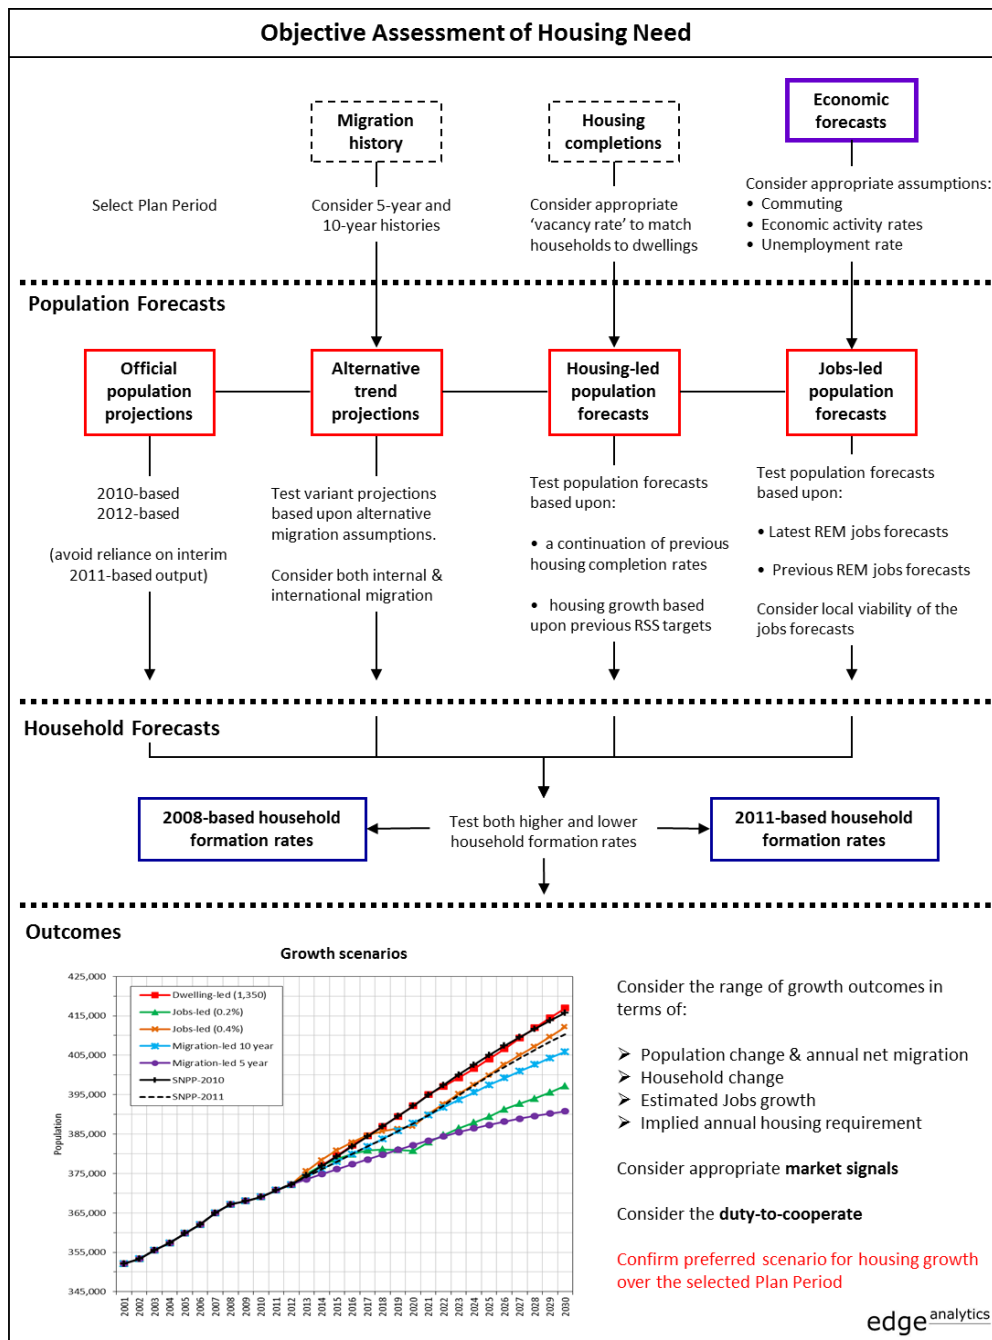 Objective Assessment of Housing Need
Migration
history
Housing
completions
Economic
forecasts
Select Plan Period
Consider 5-year and
10-year histories
Consider appropriate
‘vacancy rate’ to match
households to dwellings
Consider appropriate assumptions:
• Commuting
• Economic activity rates
• Unemployment rate
Population Forecasts
Official
population
projections
Alternative
trend
projections
Housing-led
population
forecasts
Jobs-led
population
forecasts
2010-based
2012-based
(avoid reliance on interim
2011-based output)
Test variant projections
based upon alternative
migration assumptions.
Consider both internal &
international migration
Test population forecasts
based upon:
• a continuation of previous
housing completion rates
• housing growth based
upon previous RSS targets
Test population forecasts
based upon:
• Latest REM jobs forecasts
• Previous REM jobs forecasts
Consider local viability of the
jobs forecasts
Household Forecasts
2008-based household
formation rates
Test both higher and lower
household formation rates
2011-based household
formation rates
Outcomes
Growth scenarios
425,000
415,000
405,000
395,000
385,000
375,000
365,000
355,000
345,000
Population
Dwelling-led (1,350)
Jobs-led (0.2%)
Jobs-led (0.4%)
Migration-led 10 year
Migration-led 5 year
SNPP-2010
SNPP-2011
2001 2002 2003 2004 2005 2006 2007 2008 2009 2010 2011 2012 2013 2014 2015 2016 2017 2018 2019 2020 2021 2022 2023 2024 2025 2026 2027 2028 2029 2030
Consider the range of growth outcomes in
terms of:
➢ Population change & annual net migration
➢ Household change
➢ Estimated Jobs growth
➢ Implied annual housing requirement
Consider appropriate market signals
Consider the duty-to-cooperate
Confirm preferred scenario for housing growth
over the selected Plan Period
edge analytics